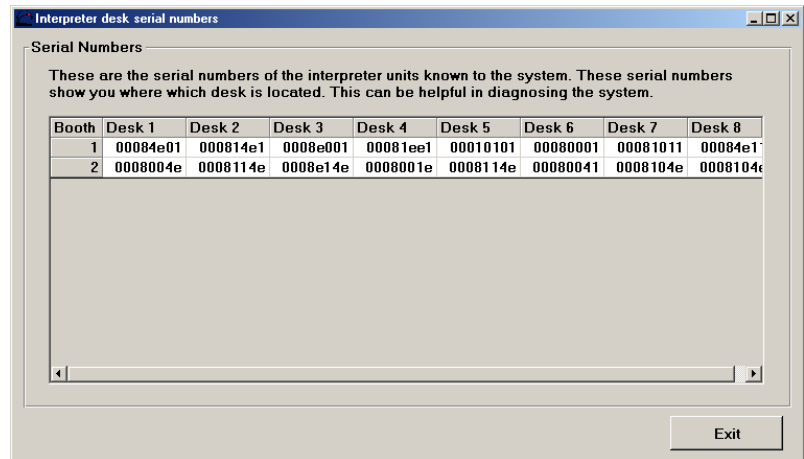 Interpreter desk serial numbers
Serial Numbers
These are the serial numbers of the interpreter units known to the system. These serial numbers
show you where which desk is located. This can be helpful in diagnosing the system.
Booth Desk 1 Desk 2 Desk 3 Desk 4 Desk 5 Desk 6 Desk 7 Desk 8
1 00084e01 000814e1 0008e001 00081ee1 00010101 00080001 00081011 00084e1
2 0008004e 0008114e 0008e14e 0008001e 0008114e 00080041 0008104e 0008104
Exit